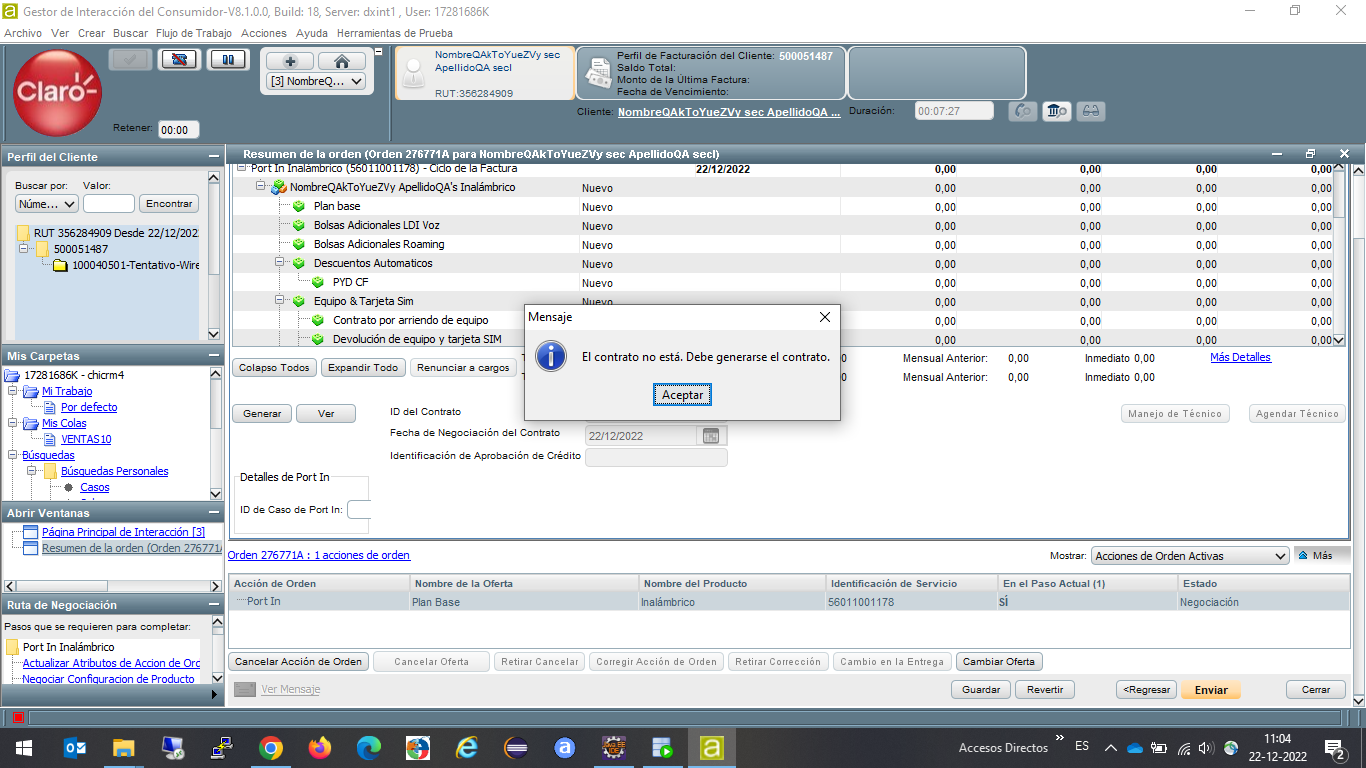 Gestor de Interacción del Consumidor-V8.1.0.0, Build: 18, Server: dxint1 , User: 17281686K
Archivo Ver Crear Buscar Flujo de Trabajo Acciones Ayuda Herramientas de Prueba
Claro
[3] NombreQ...
Retener: 00:00
NombreQAkToYueZVy sec
ApellidoQA secI
RUT:356284909
Perfil de Facturación del Cliente: 500051487
Saldo Total:
Monto de la Última Factura:
Fecha de Vencimiento:
Cliente: NombreQAkToYueZVy sec ApellidoQA ... Duración: 00:07:27
Perfil del Cliente
Buscar por: Valor:
Núme... Encontrar
RUT 356284909 Desde 22/12/202
500051487
100040501-Tentativo-Wire
Mis Carpetas
17281686K - chicrm4
Mi Trabajo
Por defecto
Mis Colas
VENTAS10
Búsquedas
Búsquedas Personales
Casos
Abrir Ventanas
Página Principal de Interacción [3]
Resumen de la orden (Orden 276771A
Ruta de Negociación
Pasos que se requieren para completar:
Port In Inalámbrico
Actualizar Atributos de Accion de Ord
Negociar Configuracion de Producto
Resumen de la orden (Orden 276771A para NombreQAkToYueZVy sec ApellidoQA secI)
Port In Inalámbrico (56011001178) - Ciclo de la Factura 22/12/2022 0,00 0,00 0,00 0,00
NombreQAkToYueZVy ApellidoQA's Inalámbrico Nuevo 0,00 0,00 0,00 0,00
Plan base Nuevo 0,00 0,00 0,00 0,00
Bolsas Adicionales LDI Voz Nuevo 0,00 0,00 0,00 0,00
Bolsas Adicionales Roaming Nuevo 0,00 0,00 0,00 0,00
Descuentos Automaticos Nuevo 0,00 0,00 0,00 0,00
PYD CF Nuevo 0,00 0,00 0,00 0,00
Equipo & Tarjeta Sim Nuevo 0,00 0,00 0,00 0,00
Contrato por arriendo de equipo 0,00 0,00 0,00 0,00
Devolución de equipo y tarjeta SIM 0,00 0,00 0,00 0,00
Mensaje
El contrato no está. Debe generarse el contrato.
Aceptar
Colapso Todos Expandir Todo Renunciar a cargos
Mensual Anterior: 0,00 Inmediato 0,00 Más Detalles
Mensual Anterior: 0,00 Inmediato 0,00
Generar Ver ID del Contrato Manejo de Técnico Agendar Técnico
Fecha de Negociación del Contrato 22/12/2022
Identificación de Aprobación de Crédito
Detalles de Port In
ID de Caso de Port In:
Orden 276771A : 1 acciones de orden Mostrar: Acciones de Orden Activas Más
Acción de Orden Nombre de la Oferta Nombre del Producto Identificación de Servicio En el Paso Actual (1) Estado
Port In Plan Base Inalámbrico 56011001178 SÍ Negociación
Cancelar Acción de Orden Cancelar Oferta Retirar Cancelar Corregir Acción de Orden Retirar Corrección Cambio en la Entrega Cambiar Oferta
Ver Mensaje Guardar Revertir <Regresar Enviar Cerrar
Accesos Directos ES 11:04
22-12-2022
2